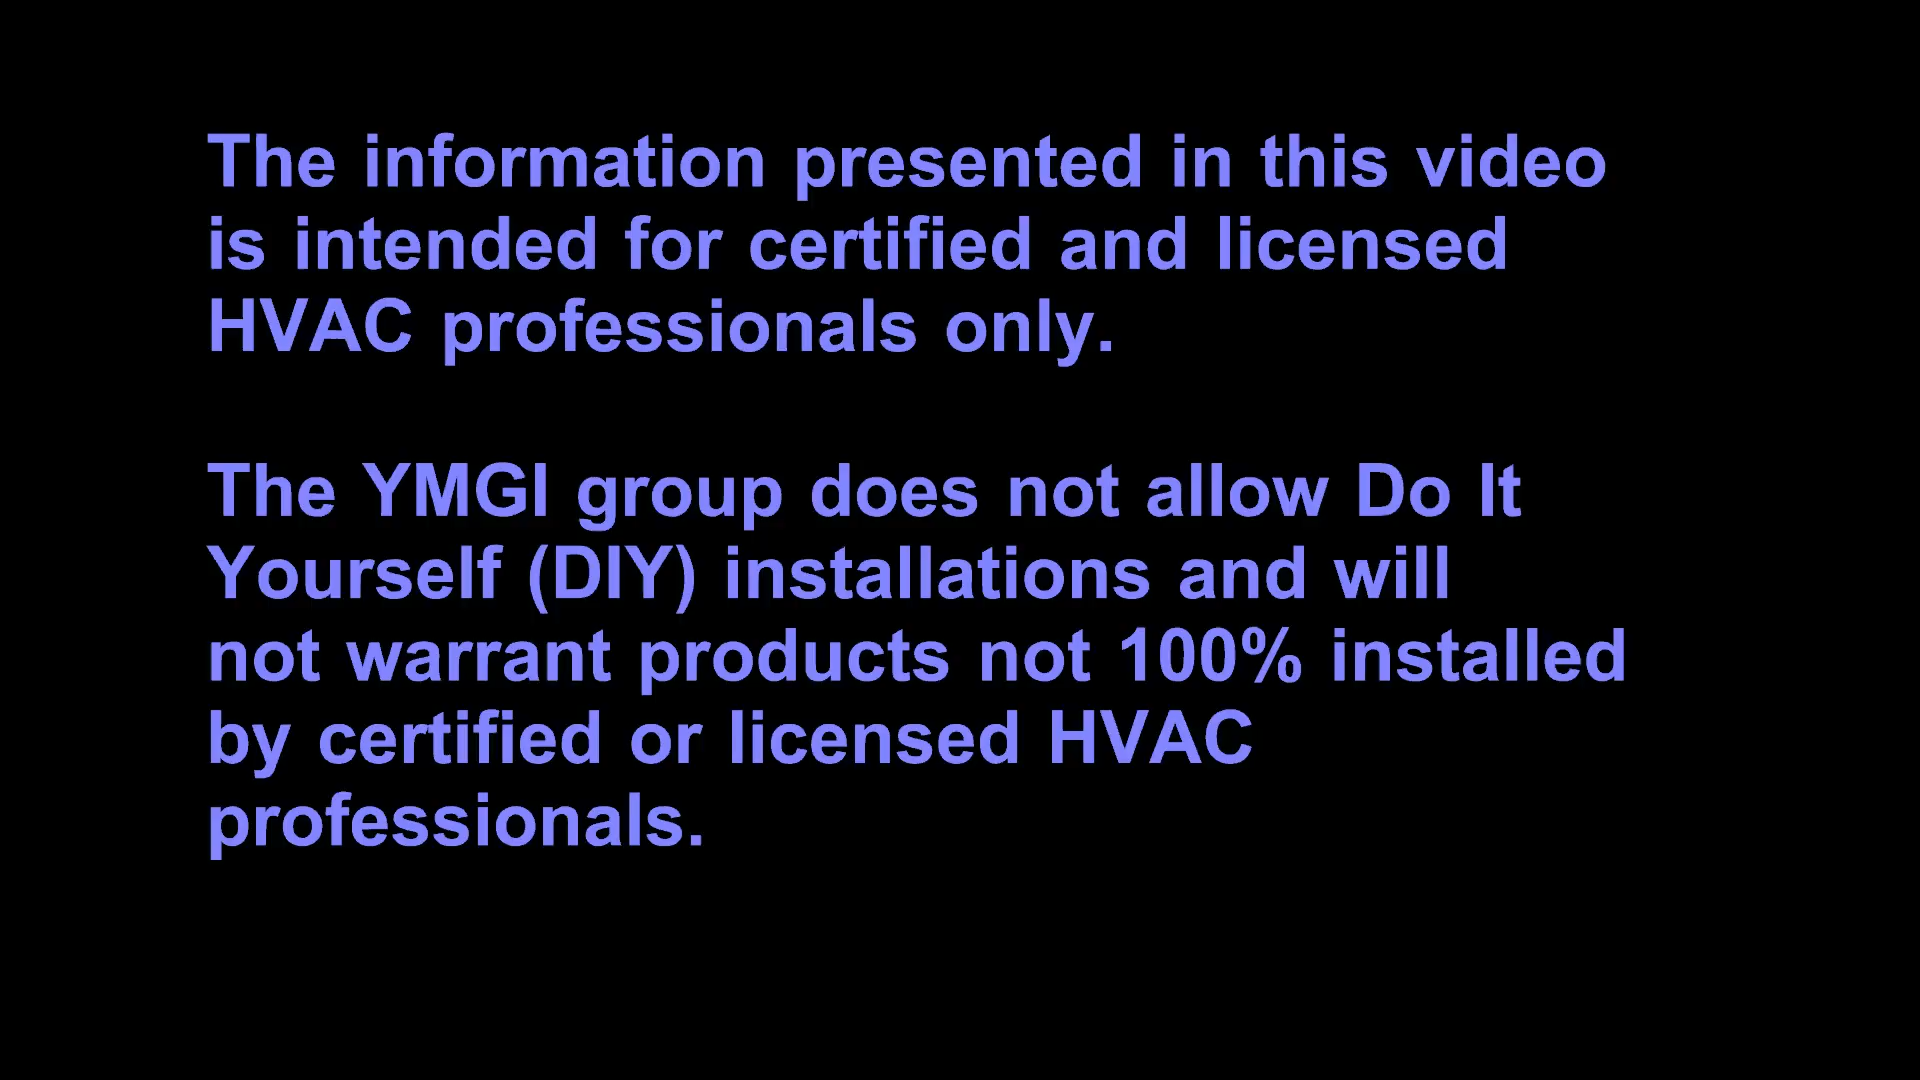 The information presented in this video
is intended for certified and licensed
HVAC professionals only.
The YMGI group does not allow Do It
Yourself (DIY) installations and will
not warrant products not 100% installed
by certified or licensed HVAC
professionals.